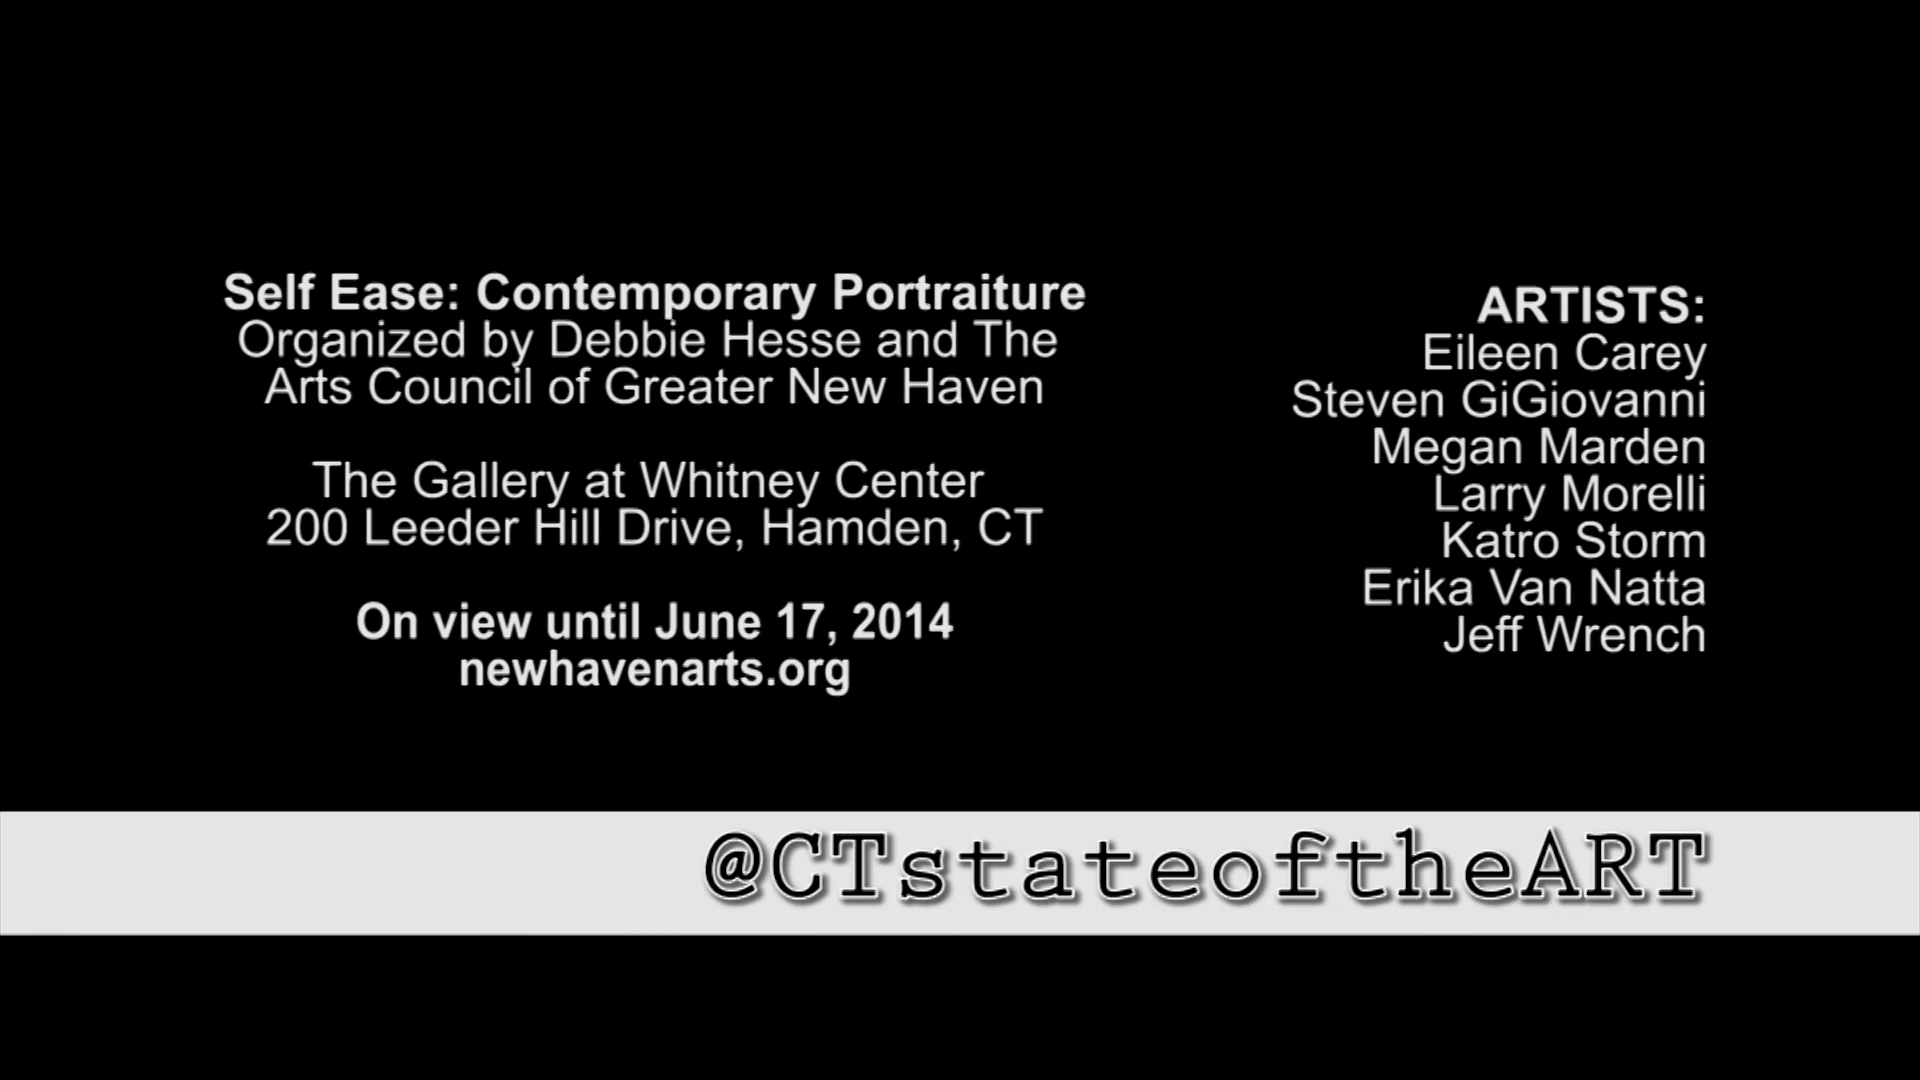 Self Ease: Contemporary Portraiture
Organized by Debbie Hesse and The
Arts Council of Greater New Haven
The Gallery at Whitney Center
200 Leeder Hill Drive, Hamden, CT
On view until June 17, 2014
newhavenarts.org
ARTISTS:
Eileen Carey
Steven GiGiovanni
Megan Marden
Larry Morelli
Katro Storm
Erika Van Natta
Jeff Wrench
@CTstateoftheART